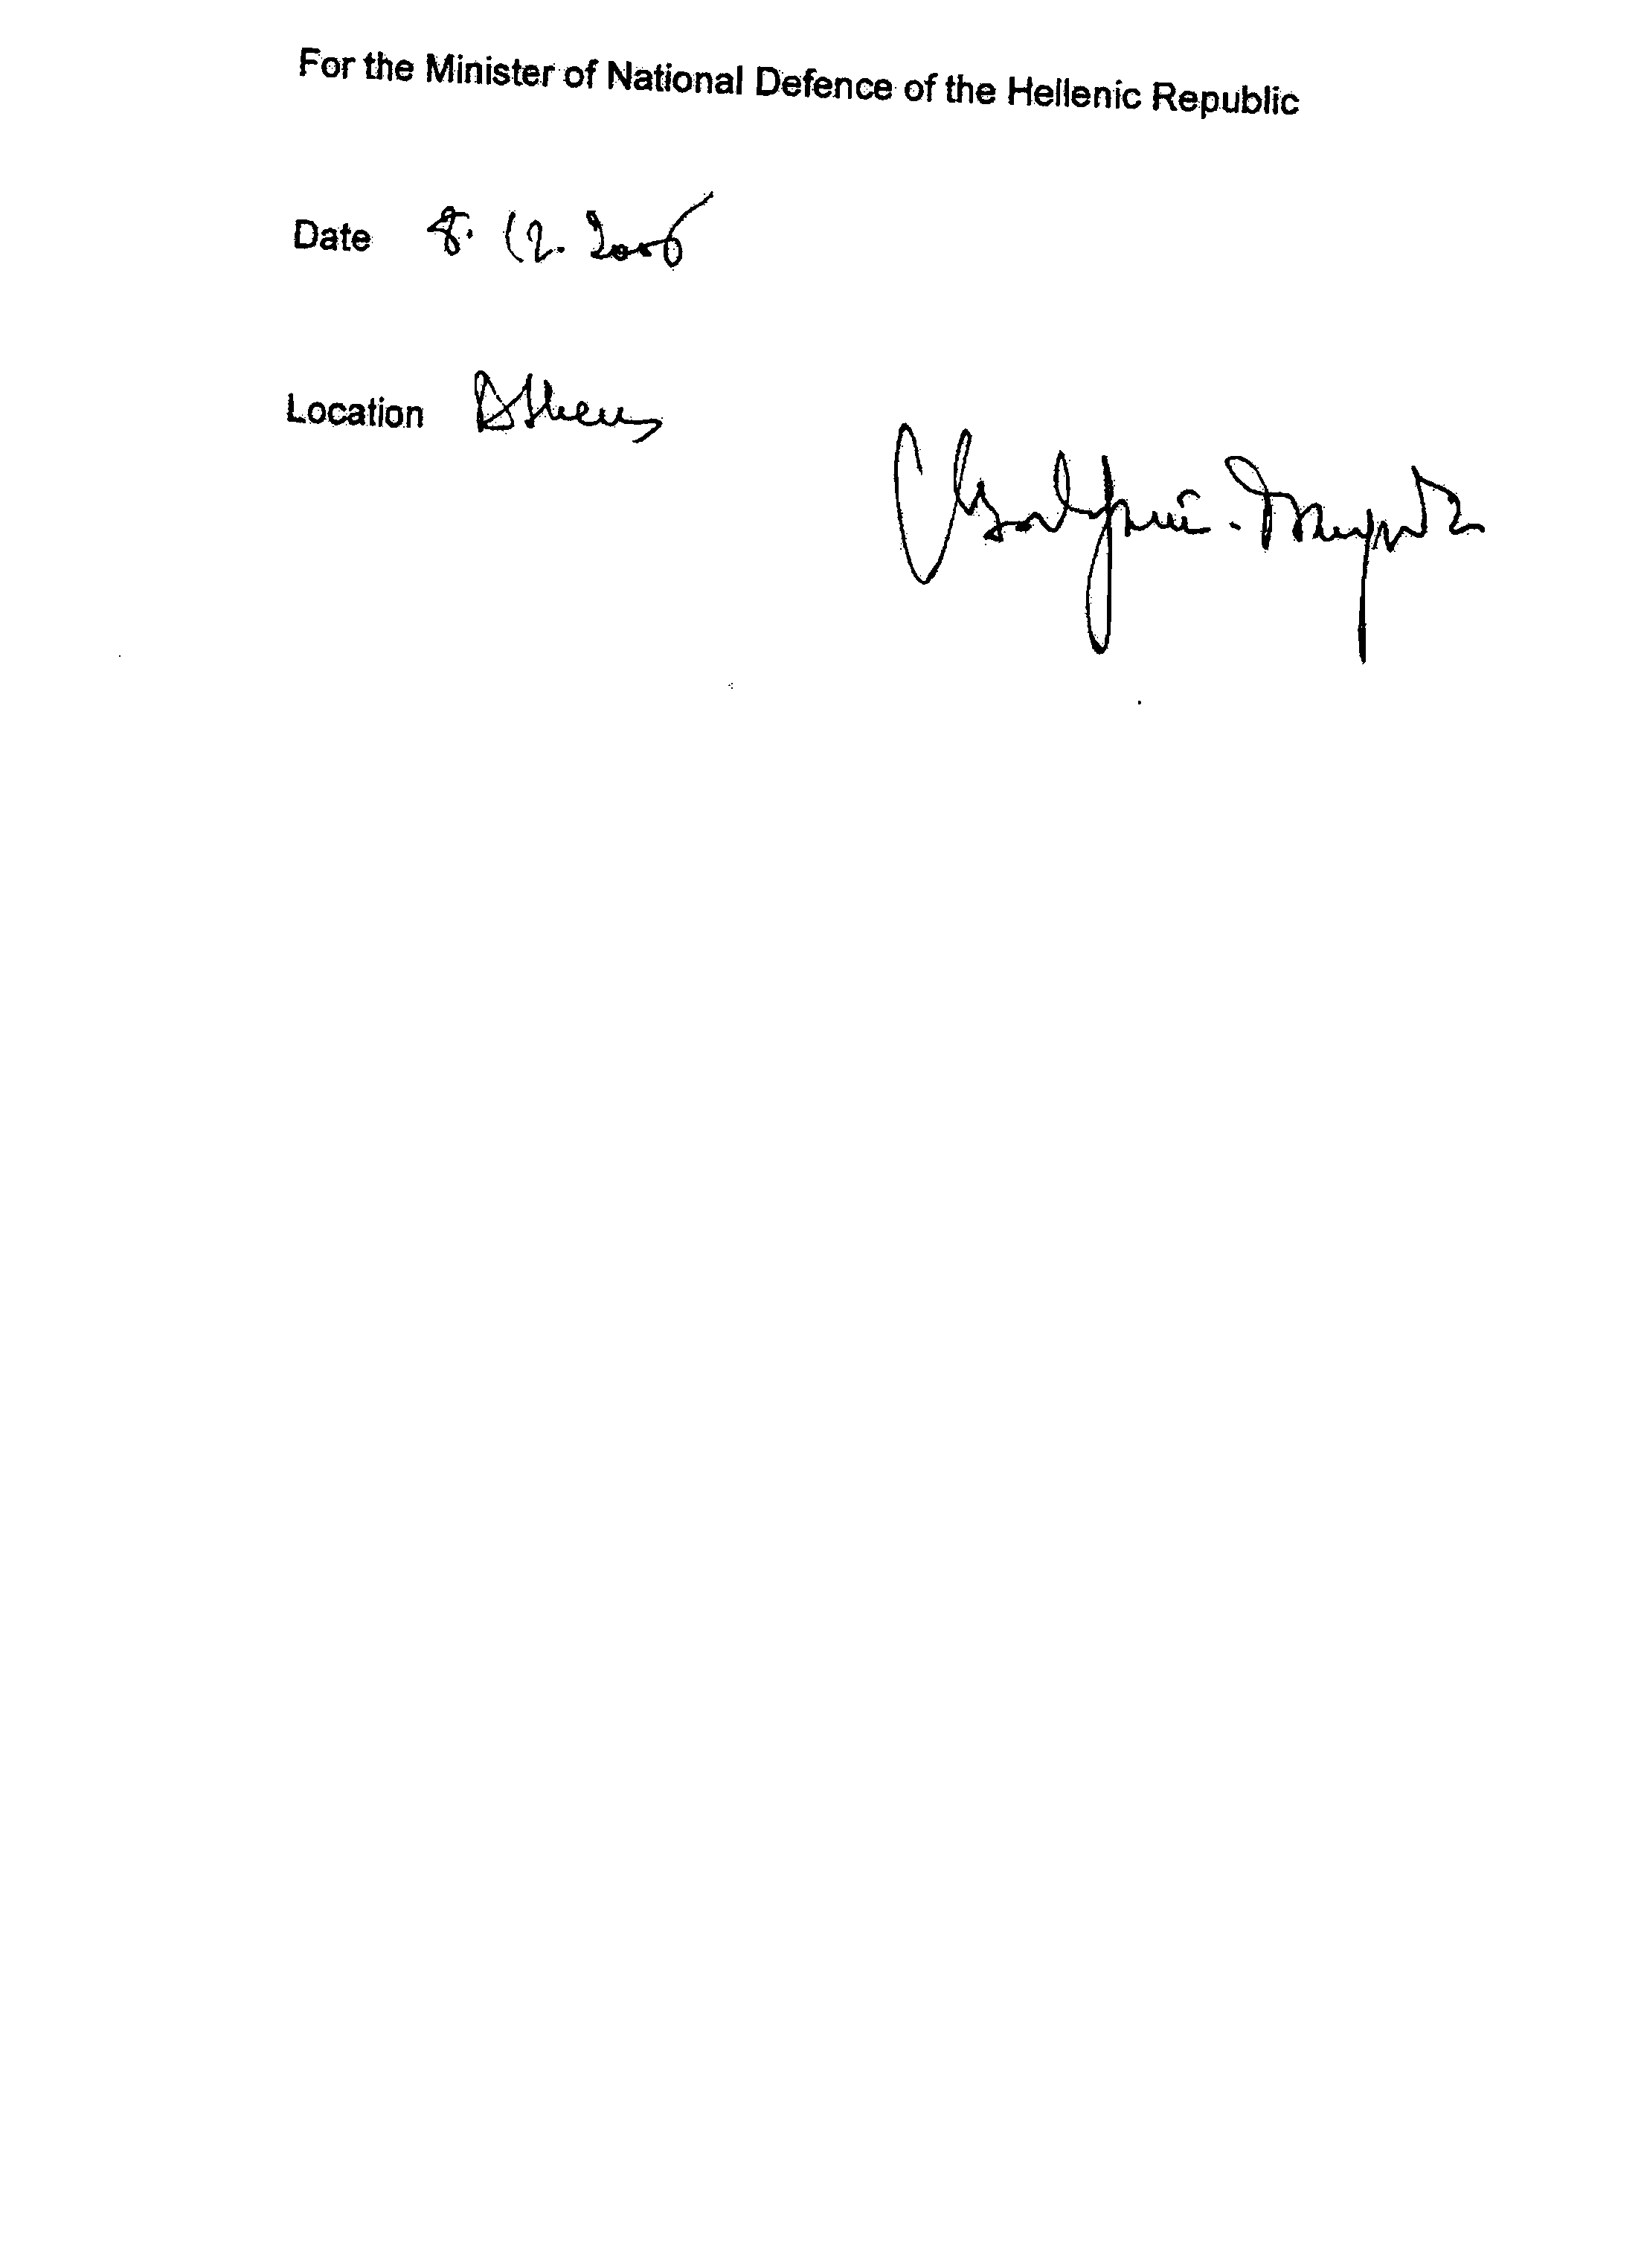 For the Minister of National Defence of the Hellenic Republic
Date 8. 12. 2006
Location Athens